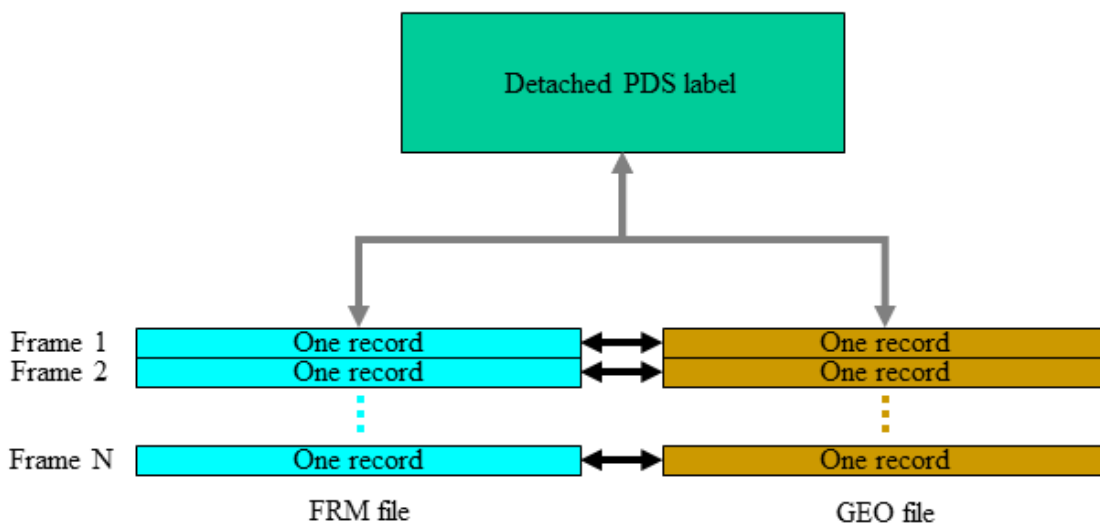 Detached PDS label
Frame 1 One record One record
Frame 2 One record One record
Frame N One record One record
FRM file GEO file